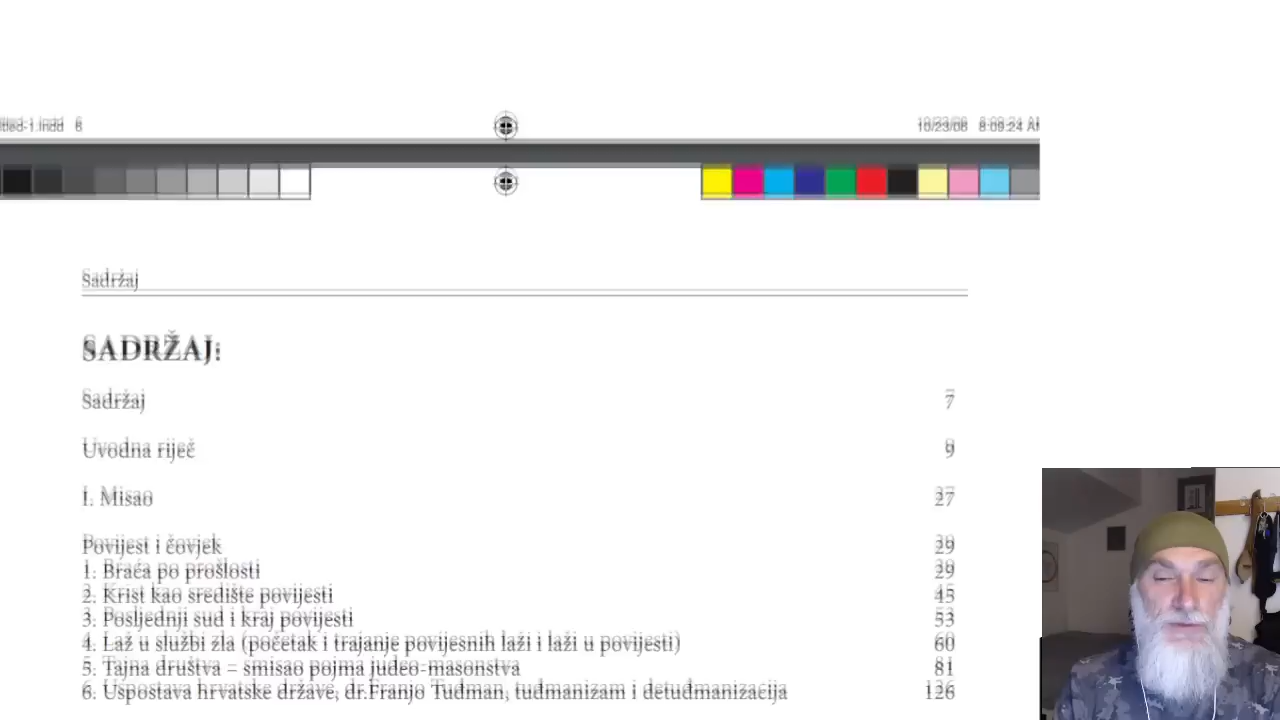 tled-1.indd 6 10/23/06 8:09:24 AM
Sadržaj
SADRŽAJ:
Sadržaj 7
Uvodna riječ 9
I. Misao 27
Povijest i čovjek 29
1. Braća po prošlosti 29
2. Krist kao središte povijesti 45
3. Posljednji sud i kraj povijesti 53
4. Laž u službi zla (početak i trajanje povijesnih laži i laži u povijesti) 60
5. Tajna društva – smisao pojma judeo-masonstva 81
6. Uspostava hrvatske države, dr.Franjo Tuđman, tuđmanizam i detuđmanizacija 126